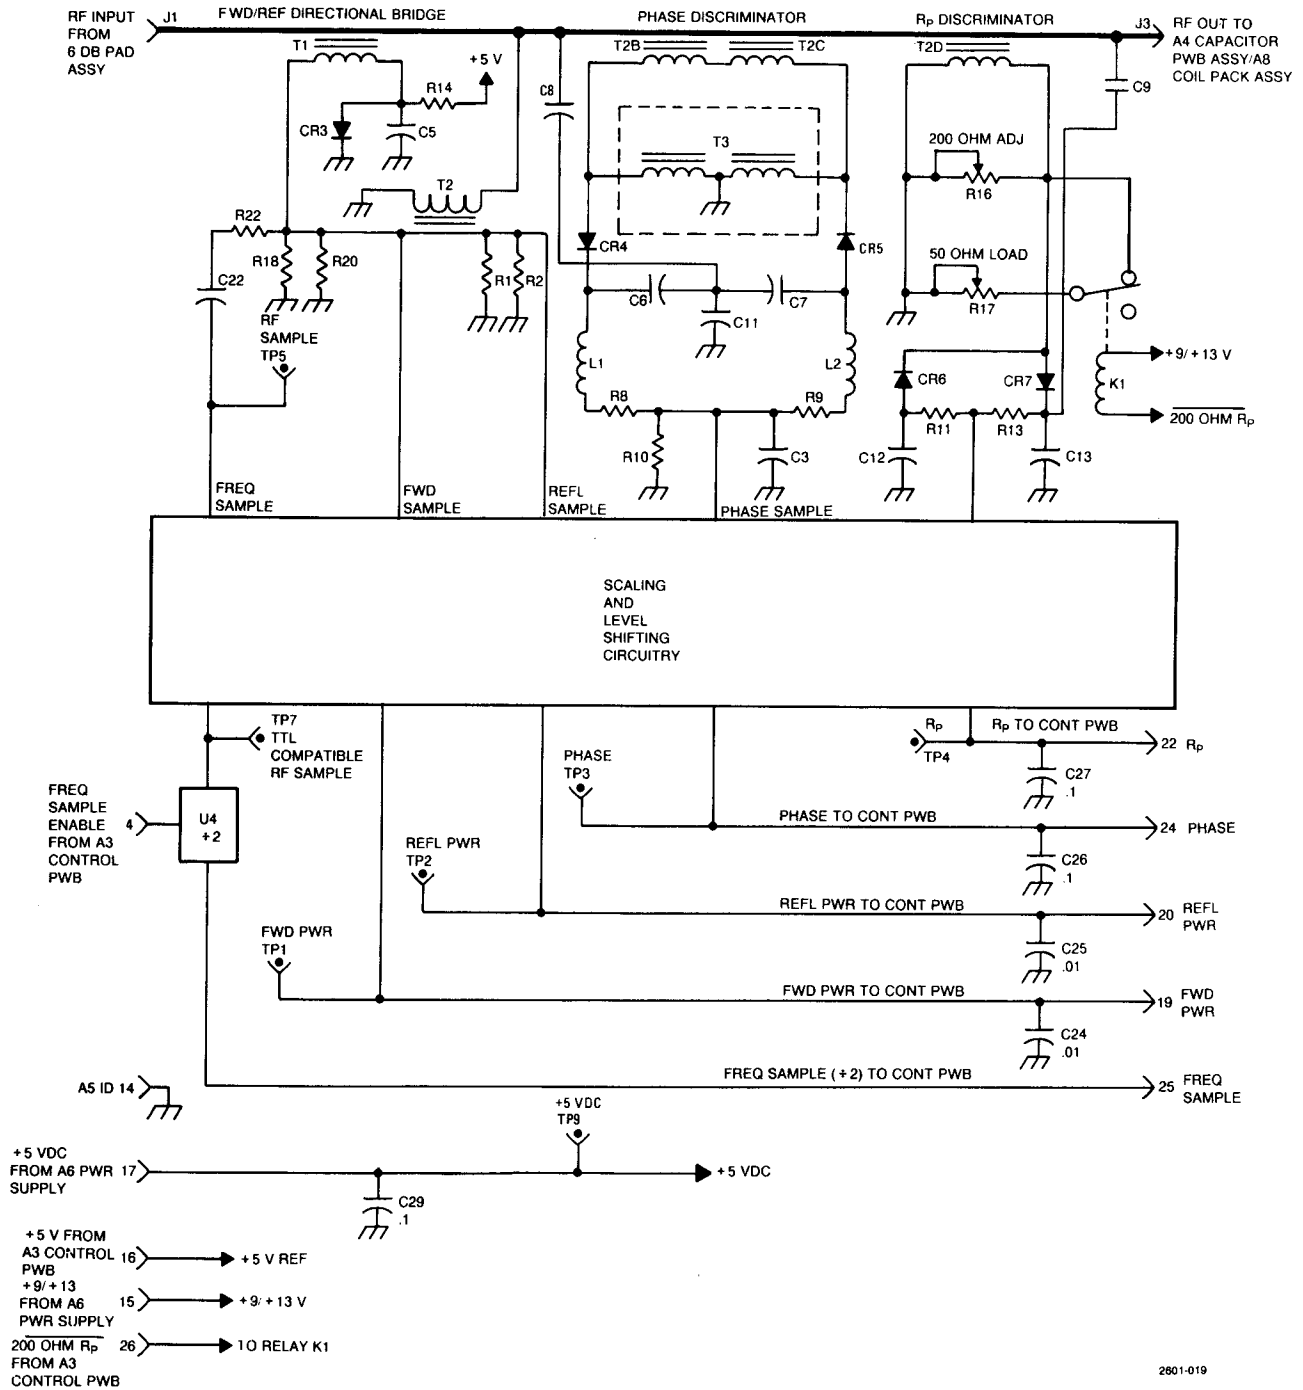 RF INPUT
FROM
6 DB PAD
ASSY
J1
FWD/REF DIRECTIONAL BRIDGE
PHASE DISCRIMINATOR
RP DISCRIMINATOR
J3
RF OUT TO
A4 CAPACITOR
PWB ASSY/A8
COIL PACK ASSY
T1
T2B
T2C
T2D
+5 V
R14
C8
C9
CR3
C5
T3
200 OHM ADJ
R16
T2
R22
CR4
CR5
R18
R20
R1
R2
50 OHM LOAD
C22
C6
C7
R17
RF
SAMPLE
TP5
C11
L1
L2
+9/+13 V
CR6
CR7
K1
R8
R9
200 OHM RP
R11
R13
R10
C3
C12
C13
FREQ
SAMPLE
FWD
SAMPLE
REFL
SAMPLE
PHASE SAMPLE
SCALING
AND
LEVEL
SHIFTING
CIRCUITRY
TP7
TTL
COMPATIBLE
RF SAMPLE
RP
TP4
RP TO CONT PWB
22 RP
C27
.1
PHASE
TP3
FREQ
SAMPLE
ENABLE
FROM A3
CONTROL
PWB
4
U4
+2
PHASE TO CONT PWB
24 PHASE
C26
.1
REFL PWR
TP2
REFL PWR TO CONT PWB
20 REFL
PWR
C25
.01
FWD PWR
TP1
FWD PWR TO CONT PWB
19 FWD
PWR
C24
.01
FREQ SAMPLE (+2) TO CONT PWB
25 FREQ
SAMPLE
A5 ID 14
+5 VDC
TP9
+5 VDC
FROM A6 PWR
SUPPLY
17
+5 VDC
C29
.1
+5 V FROM
A3 CONTROL
PWB
16
+5 V REF
+9/+13
FROM A6
PWR SUPPLY
15
+9/+13 V
200 OHM RP
FROM A3
CONTROL PWB
26
TO RELAY K1
2601-019